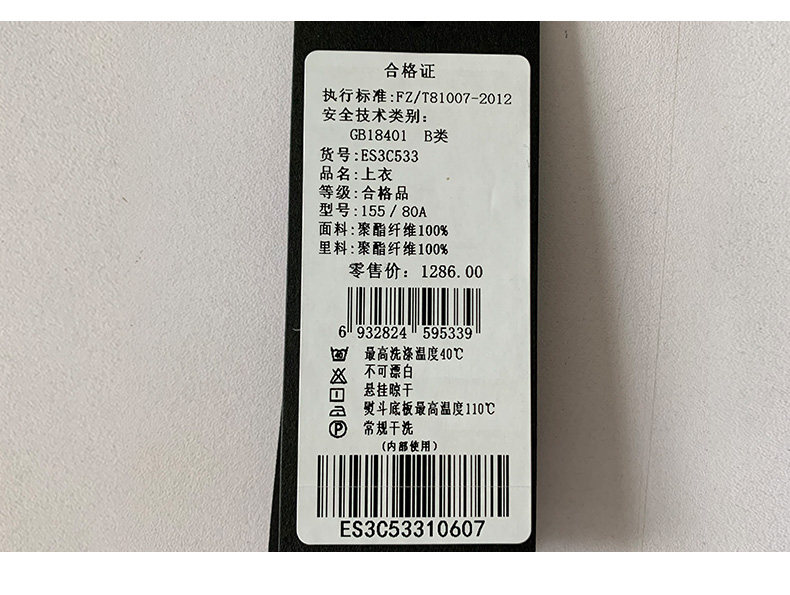 合格证
执行标准:FZ/T81007-2012
安全技术类别:
GB18401 B类
货号:ES3C533
品名:上衣
等级:合格品
型号:155/80A
面料:聚酯纤维100%
里料:聚酯纤维100%
零售价: 1286.00
6 932824 595339
最高洗涤温度40℃
不可漂白
悬挂晾干
熨斗底板最高温度110℃
P 常规干洗
(内部使用)
ES3C53310607